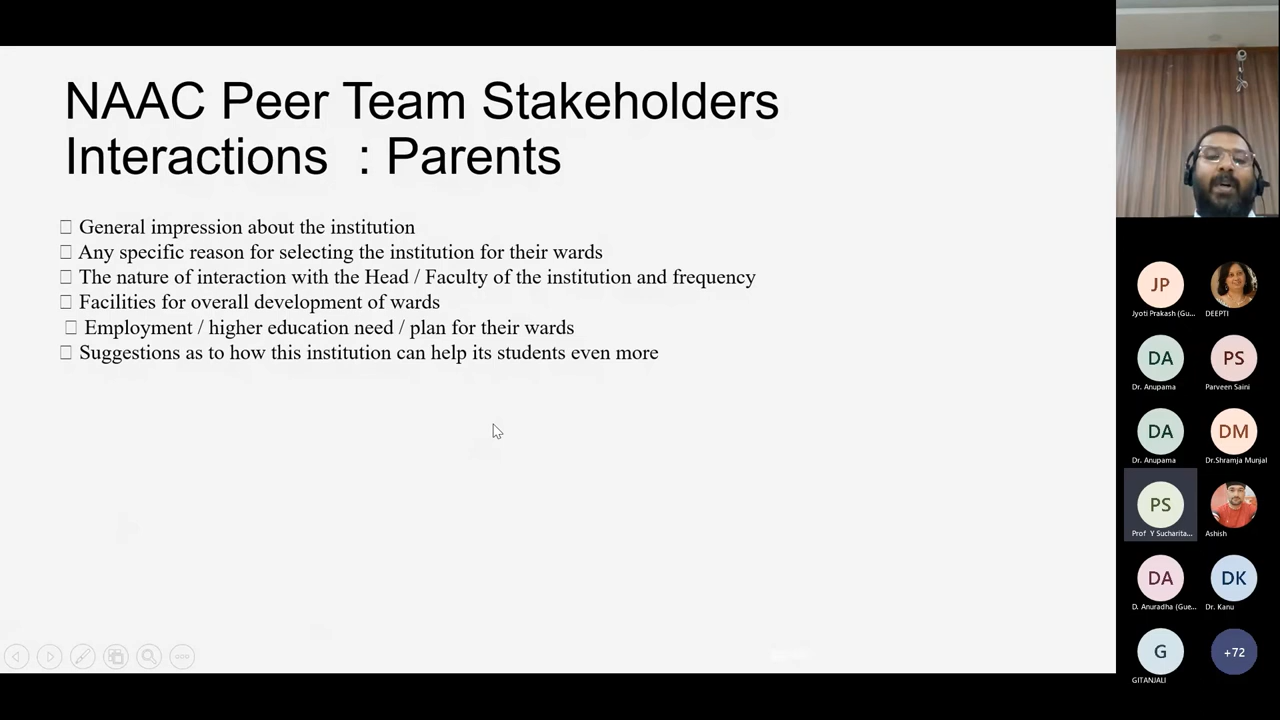 NAAC Peer Team Stakeholders
Interactions : Parents
□ General impression about the institution
□ Any specific reason for selecting the institution for their wards
□ The nature of interaction with the Head / Faculty of the institution and frequency
□ Facilities for overall development of wards
□ Employment / higher education need / plan for their wards
□ Suggestions as to how this institution can help its students even more
JP
Jyoti Prakash (Gu...
DEEPTI
DA
Dr. Anupama
PS
Parveen Saini
DA
Dr. Anupama
DM
Dr.Shramja Munjal
PS
Prof Y Sucharita...
Ashish
DA
D. Anuradha (Gue...
DK
Dr. Kanu
G
GITANJALI
+72